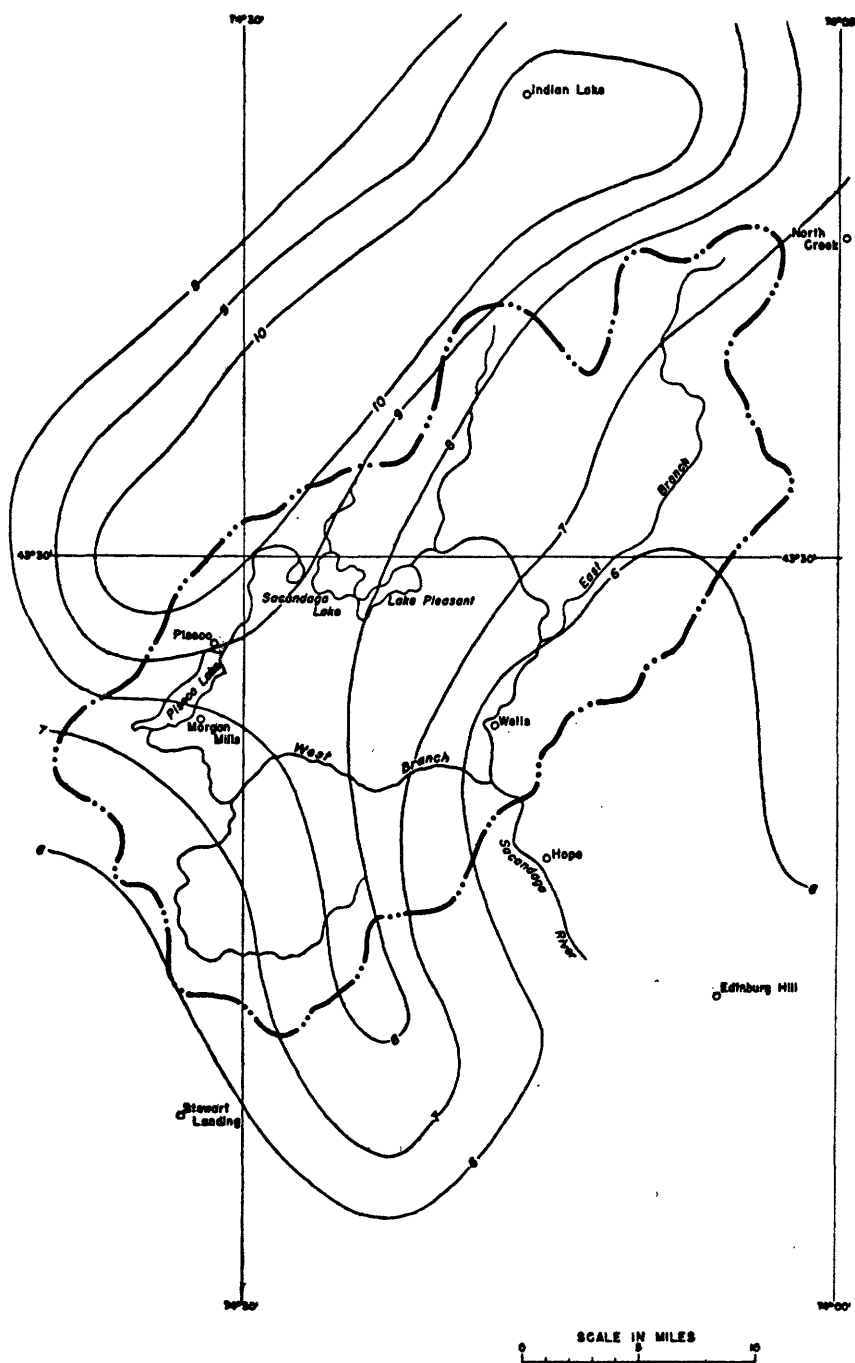 74°30'
74°00'
Indian Lake
North
Creek
9
10
10
9
8
7
Branch
43°30'
43°30'
East
6
Sacandaga
Lake
Lake Pleasant
Piseco
Piseco Lake
7
Morgan
Mills
Wells
West
Branch
6
Hope
Sacandaga
River
6
Edinburg Hill
8
Stewart
Landing
7
6
74°30'
74°00'
SCALE IN MILES
0
5
10